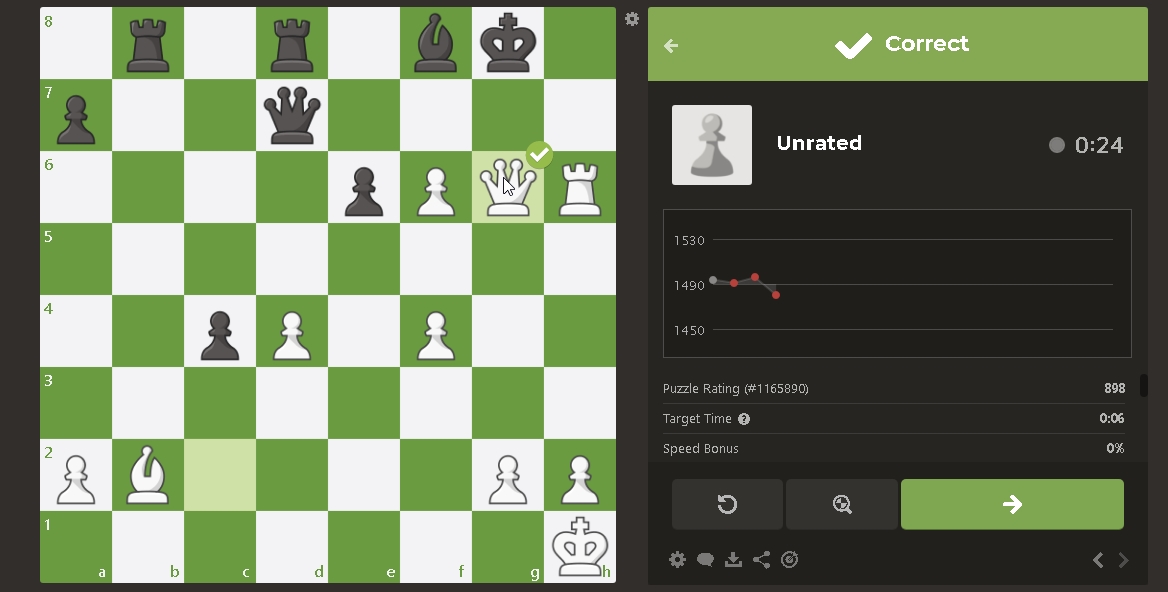 8
7
6
5
4
3
2
1
a b c d e f g h
Correct
Unrated
0:24
1530
1490
1450
Puzzle Rating (#1165890) 898
Target Time ? 0:06
Speed Bonus 0%